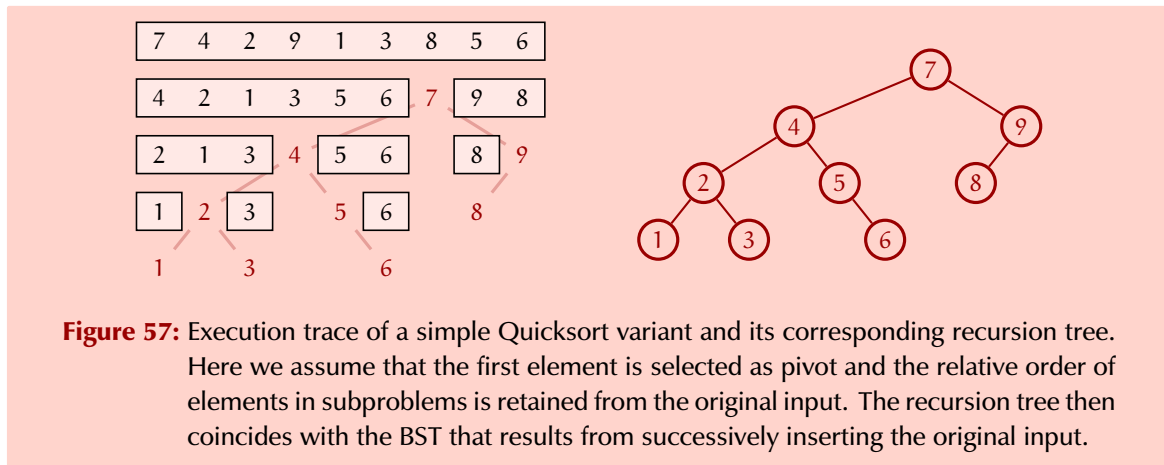 7 4 2 9 1 3 8 5 6
4 2 1 3 5 6 7 9 8
2 1 3 4 5 6 8 9
1 2 3 5 6 8
1 3 6
7
4 9
2 5 8
1 3 6
Figure 57: Execution trace of a simple Quicksort variant and its corresponding recursion tree.
Here we assume that the first element is selected as pivot and the relative order of
elements in subproblems is retained from the original input. The recursion tree then
coincides with the BST that results from successively inserting the original input.